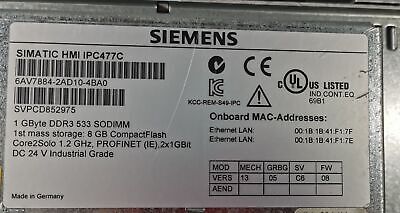 SIEMENS
SIMATIC HMI IPC477C
6AV7884-2AD10-4BA0
SVPCD852975
1 GByte DDR3 533 SODIMM
1st mass storage: 8 GB CompactFlash
Core2Solo 1.2 GHz, PROFINET (IE),2x1GBit
DC 24 V Industrial Grade
Made in Germany
KCC-REM-S49-IPC
C UL US LISTED
IND.CONT.EQ
69B1
Onboard MAC-Addresses:
Ethernet LAN: 00:1B:1B:41:F1:7F
Ethernet LAN: 00:1B:1B:41:F1:7E
MOD MECH GRBG SV FW
VERS 13 05 C6 08
AEND